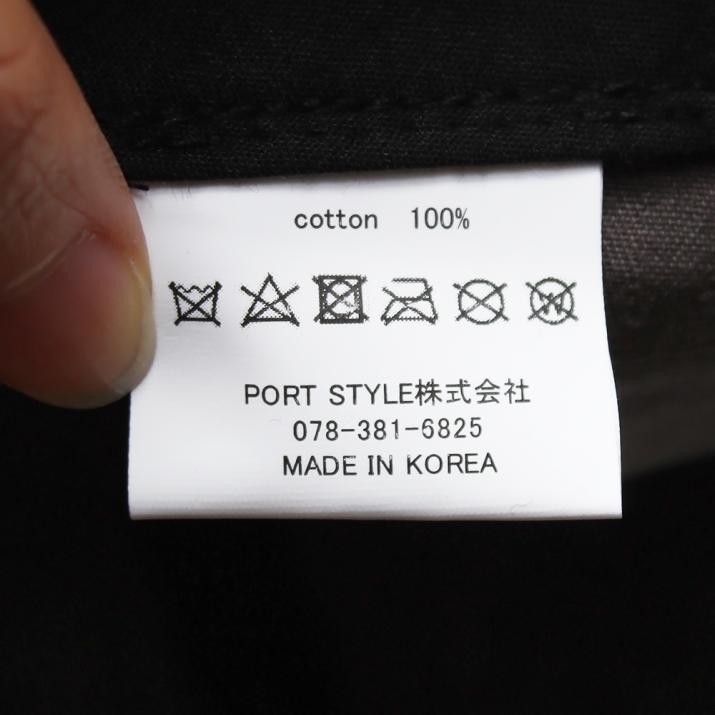 cotton 100%
W
PORT STYLE株式会社
078-381-6825
MADE IN KOREA